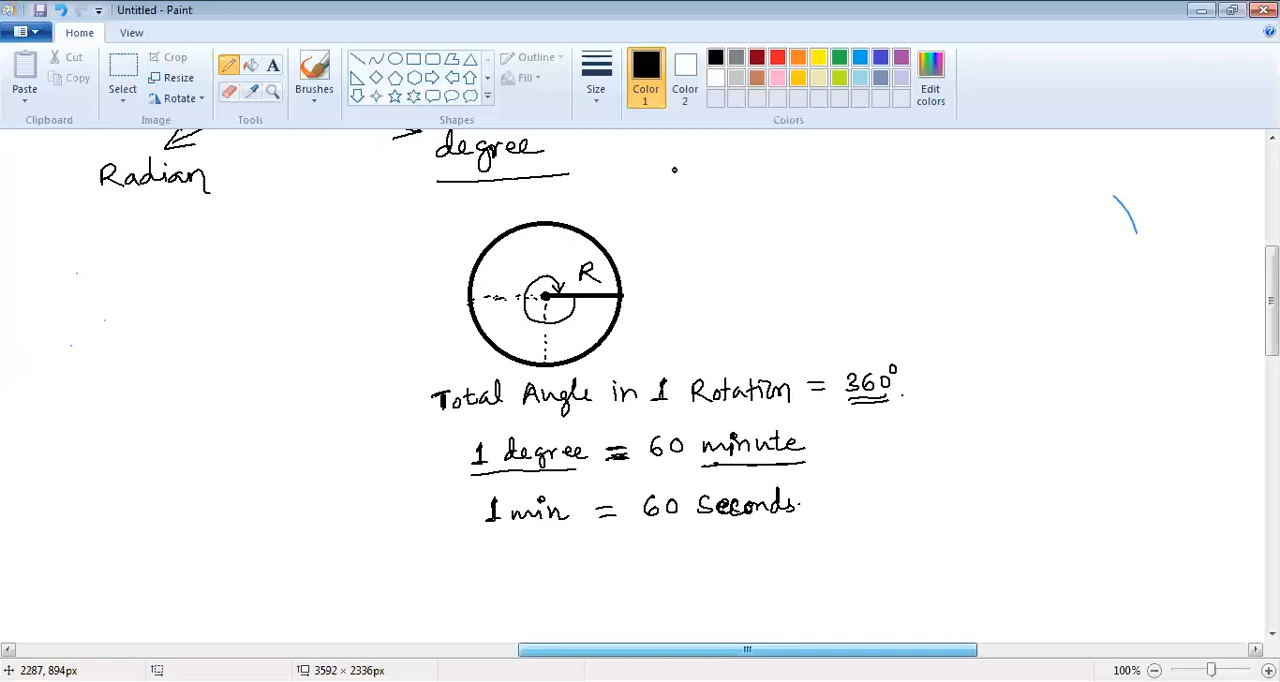 Untitled - Paint
Home View
Paste
Cut
Copy
Clipboard
Select
Crop
Resize
Rotate
Image
A
Tools
Brushes
Shapes
Outline
Fill
Size
Color 1
Color 2
Edit colors
Colors
degree
Radian
R
Total Angle in 1 Rotation = 360°.
1 degree = 60 minute
1 min = 60 Seconds.
2287, 894px
3592 × 2336px
100%